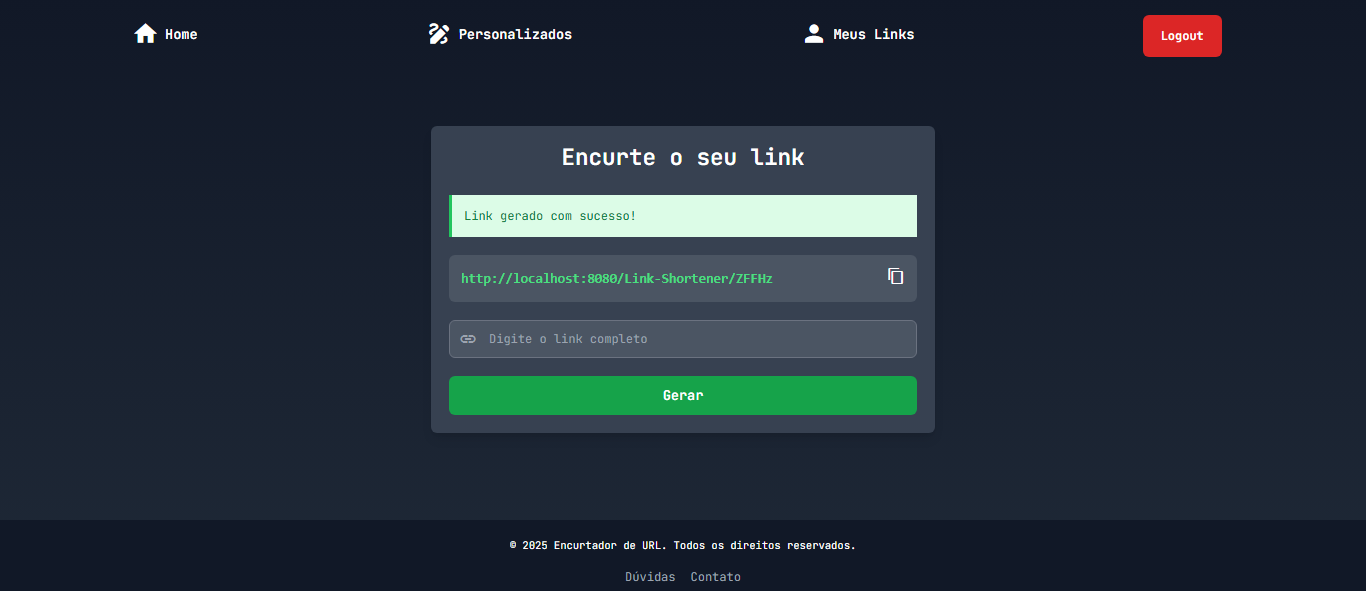 Home
Personalizados
Meus Links
Logout
Encurte o seu link
Link gerado com sucesso!
http://localhost:8080/Link-Shortener/ZFFHz
Digite o link completo
Gerar
© 2025 Encurtador de URL. Todos os direitos reservados.
Dúvidas Contato